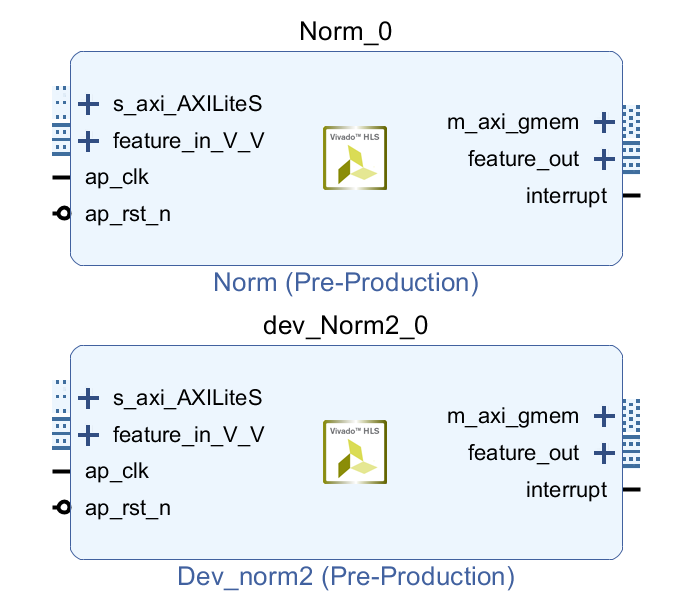 Norm_0
s_axi_AXILiteS
feature_in_V_V
ap_clk
ap_rst_n
Vivado™ HLS
m_axi_gmem
feature_out
interrupt
Norm (Pre-Production)
dev_Norm2_0
s_axi_AXILiteS
feature_in_V_V
ap_clk
ap_rst_n
Vivado™ HLS
m_axi_gmem
feature_out
interrupt
Dev_norm2 (Pre-Production)